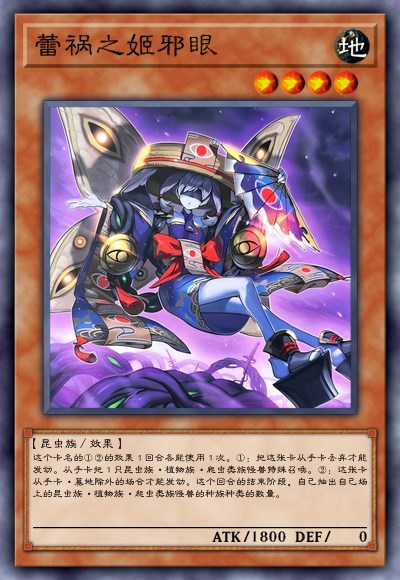 蕾祸之姬邪眼
地
【昆虫族／效果】
这个卡名的①②的效果1回合各能使用1次。①：把这张卡从手卡丢弃才能
发动。从手卡把1只昆虫族·植物族·爬虫类族怪兽特殊召唤。②：这张卡
从手卡·墓地除外的场合才能发动。这个回合的结束阶段，自己抽出自己场
上的昆虫族·植物族·爬虫类族怪兽的种族种类的数量。
ATK/1800 DEF/ 0